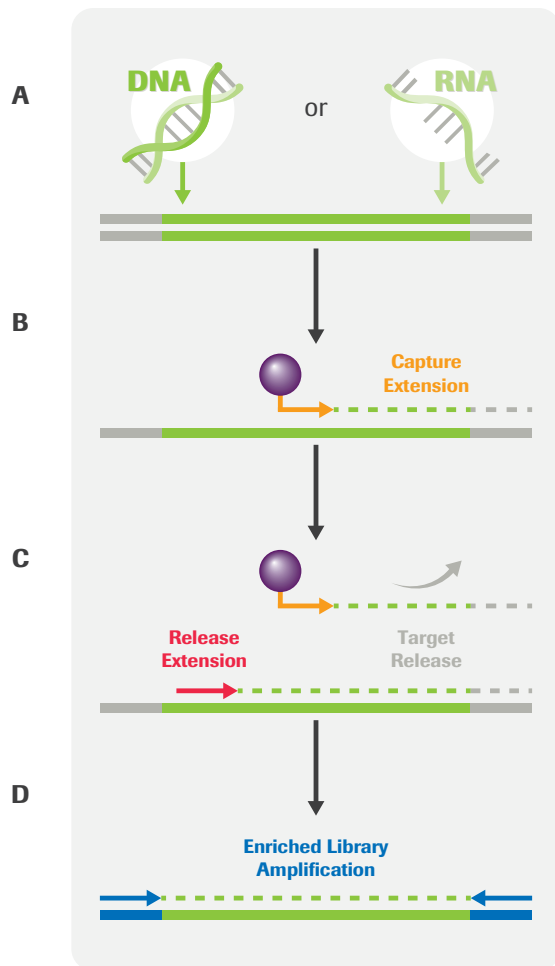 A
DNA
or
RNA
B
Capture
Extension
C
Release
Extension
Target
Release
D
Enriched Library
Amplification